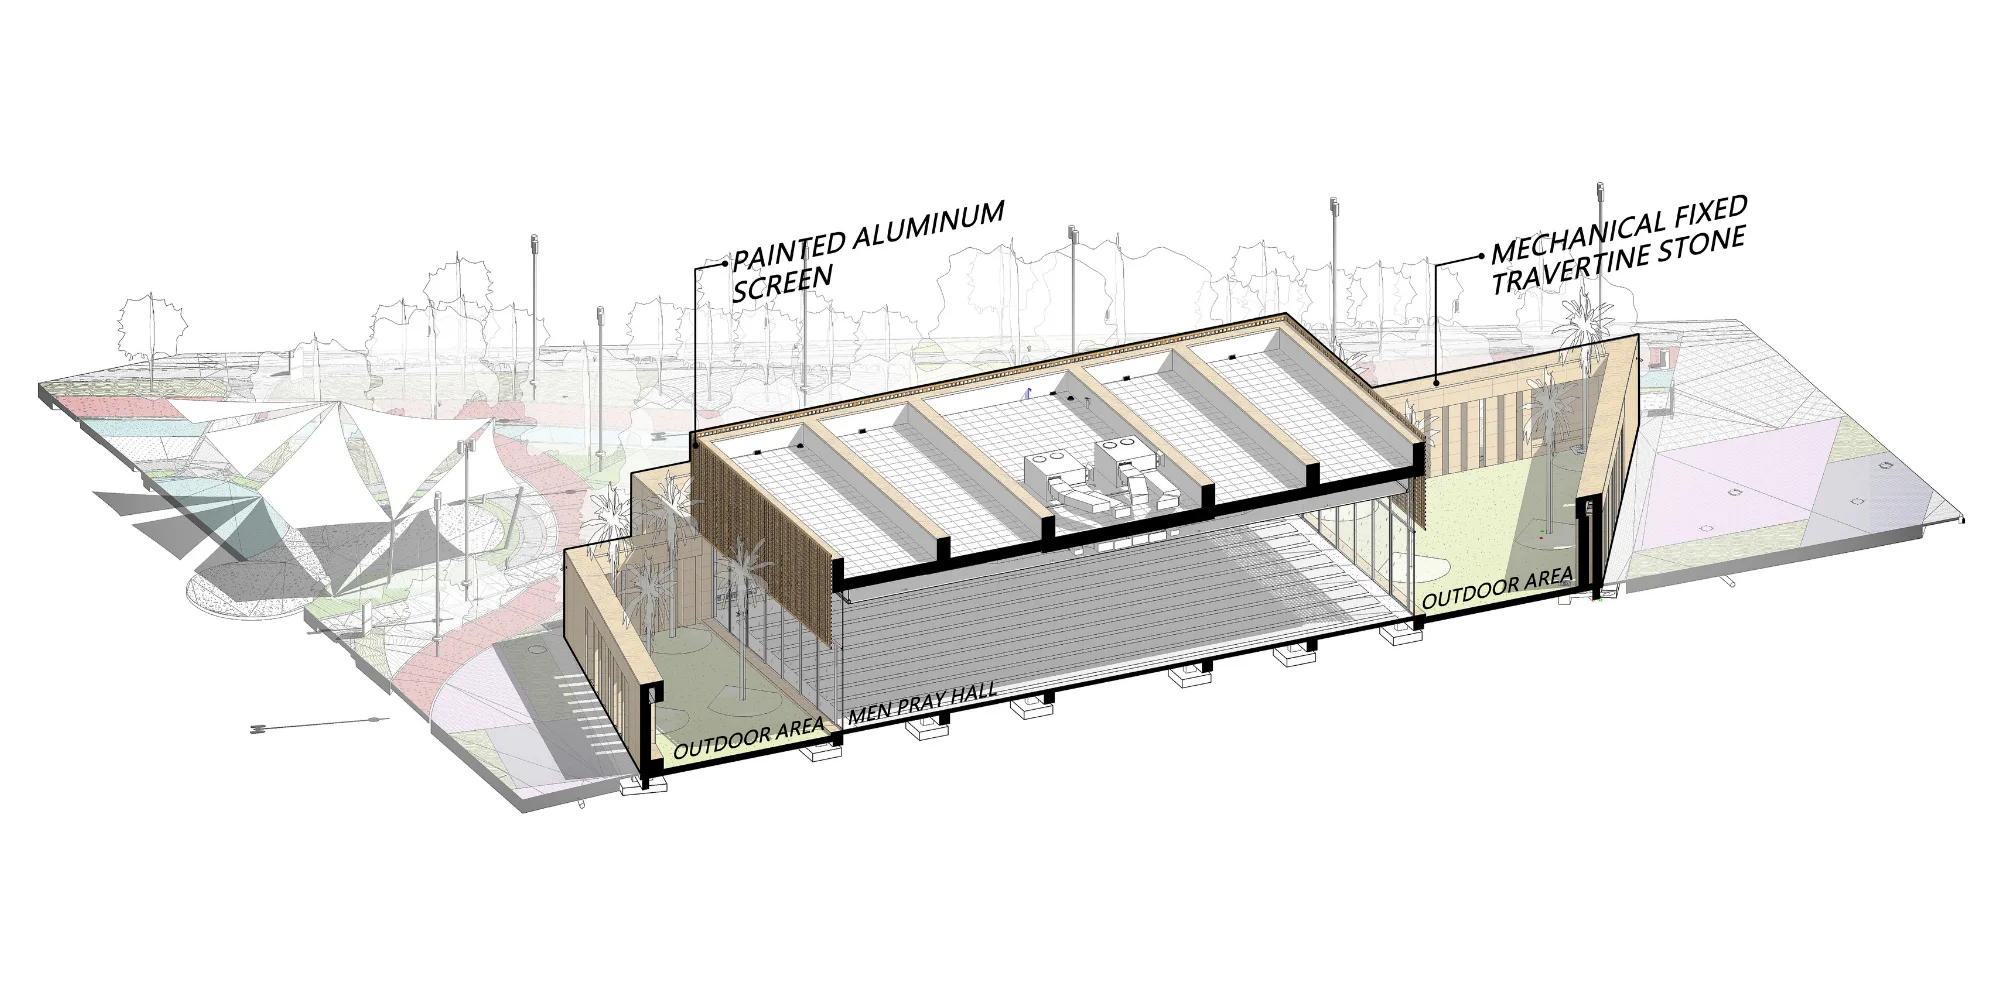 PAINTED ALUMINUM
SCREEN
MECHANICAL FIXED
TRAVERTINE STONE
OUTDOOR AREA
MEN PRAY HALL
OUTDOOR AREA